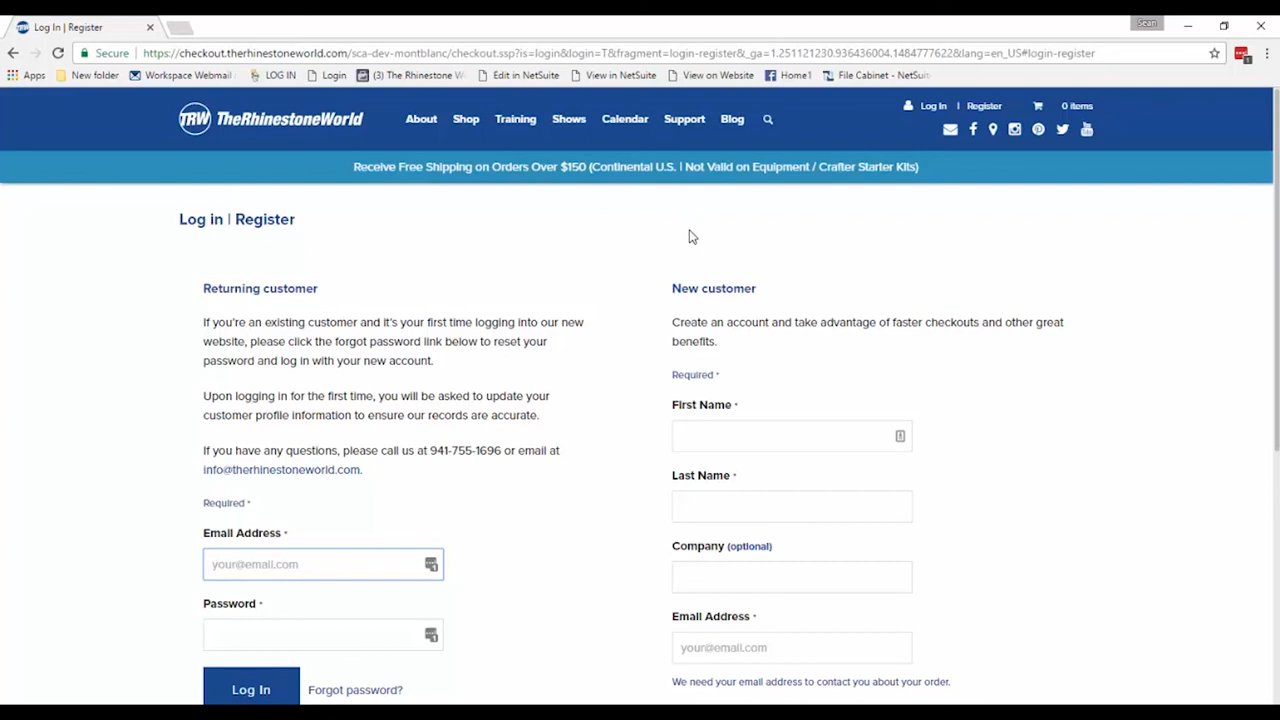 Log In | Register
Sean
Secure
https://checkout.therhinestoneworld.com/sca-dev-montblanc/checkout.ssp?is=login&login=T&fragment=login-register&_ga=1.251121230.936436004.1484777622&lang=en_US#login-register
Apps New folder Workspace Webmail LOG IN Login (3) The Rhinestone W Edit in NetSuite View in NetSuite View on Website Home1 File Cabinet - NetSui
Log In | Register 0 items
TRW TheRhinestoneWorld About Shop Training Shows Calendar Support Blog
Receive Free Shipping on Orders Over $150 (Continental U.S. | Not Valid on Equipment / Crafter Starter Kits)
Log in | Register
Returning customer
If you're an existing customer and it's your first time logging into our new
website, please click the forgot password link below to reset your
password and log in with your new account.
Upon logging in for the first time, you will be asked to update your
customer profile information to ensure our records are accurate.
If you have any questions, please call us at 941-755-1696 or email at
info@therhinestoneworld.com.
Required *
Email Address *
your@email.com
Password *
Log In Forgot password?
New customer
Create an account and take advantage of faster checkouts and other great
benefits.
Required *
First Name *
Last Name *
Company (optional)
Email Address *
your@email.com
We need your email address to contact you about your order.